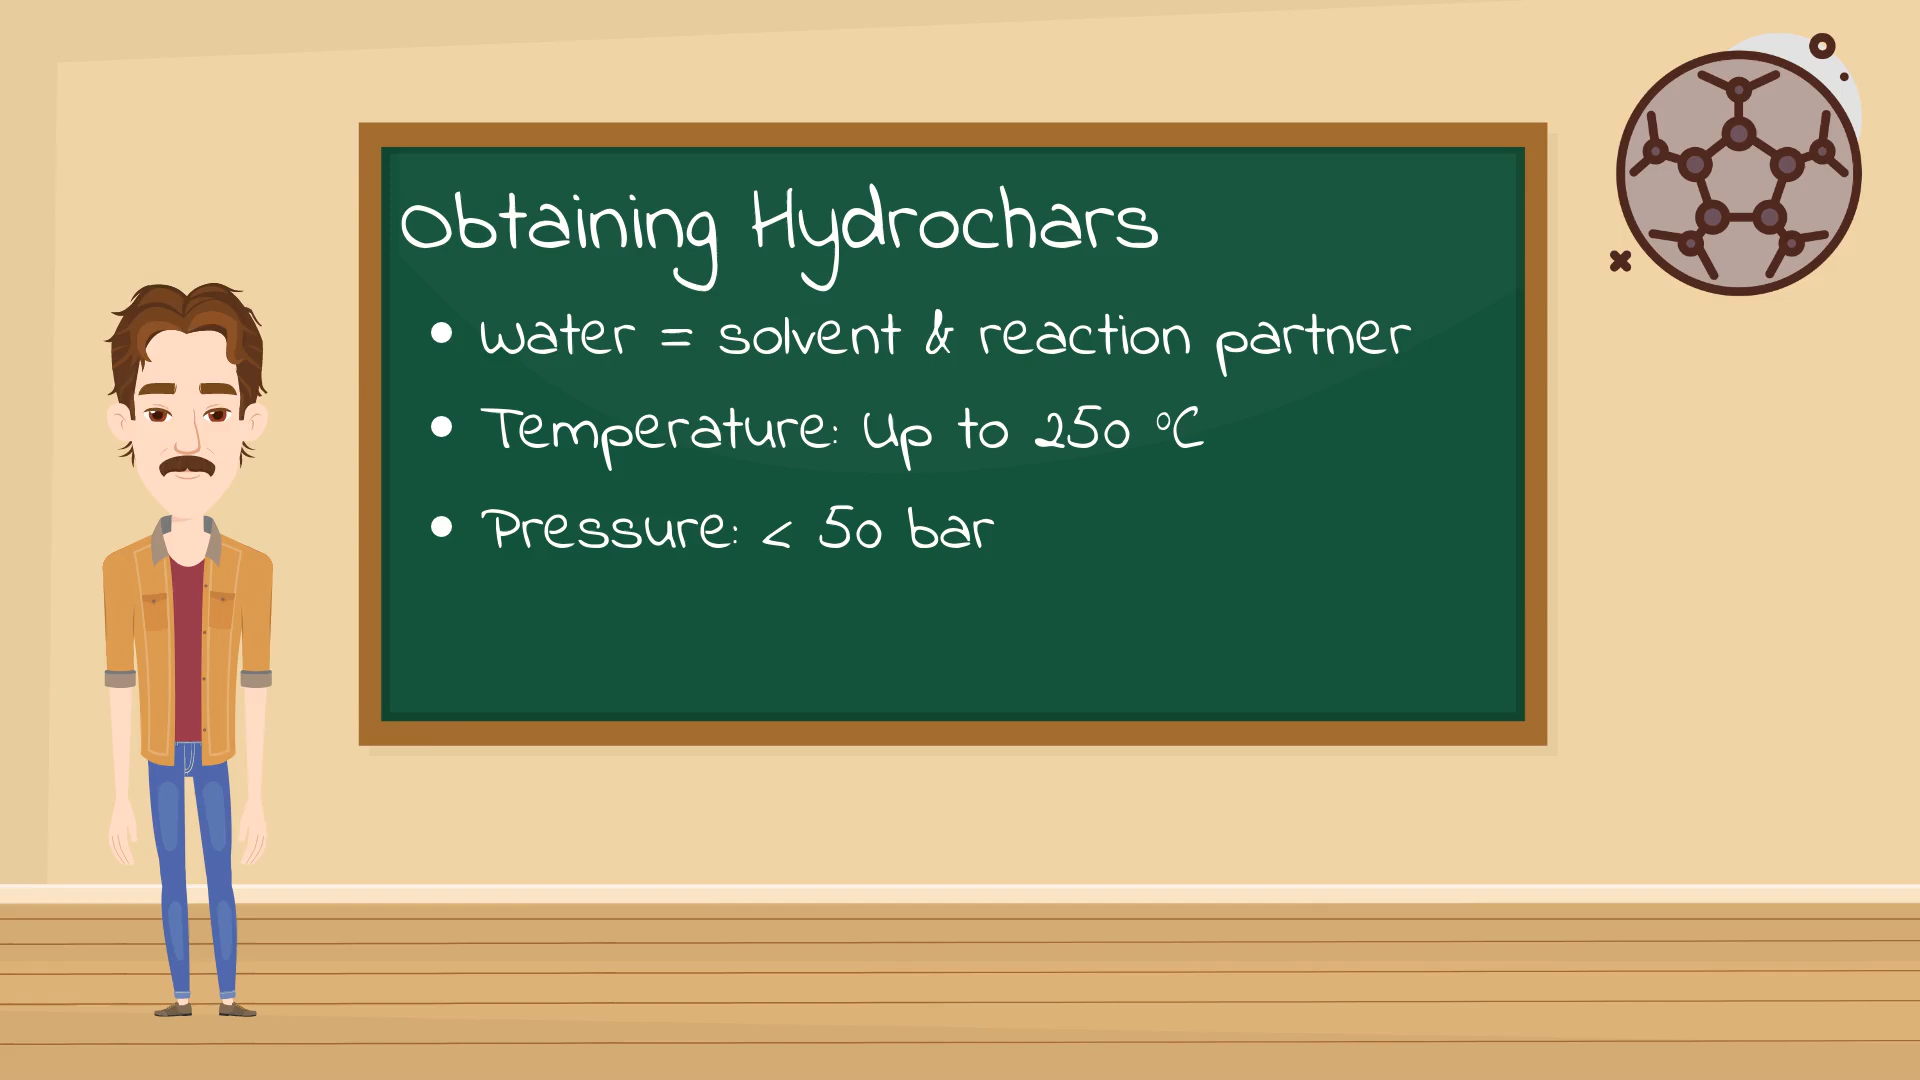 Obtaining Hydrochars
• Water = solvent & reaction partner
• Temperature: Up to 250 °C
• Pressure: < 50 bar